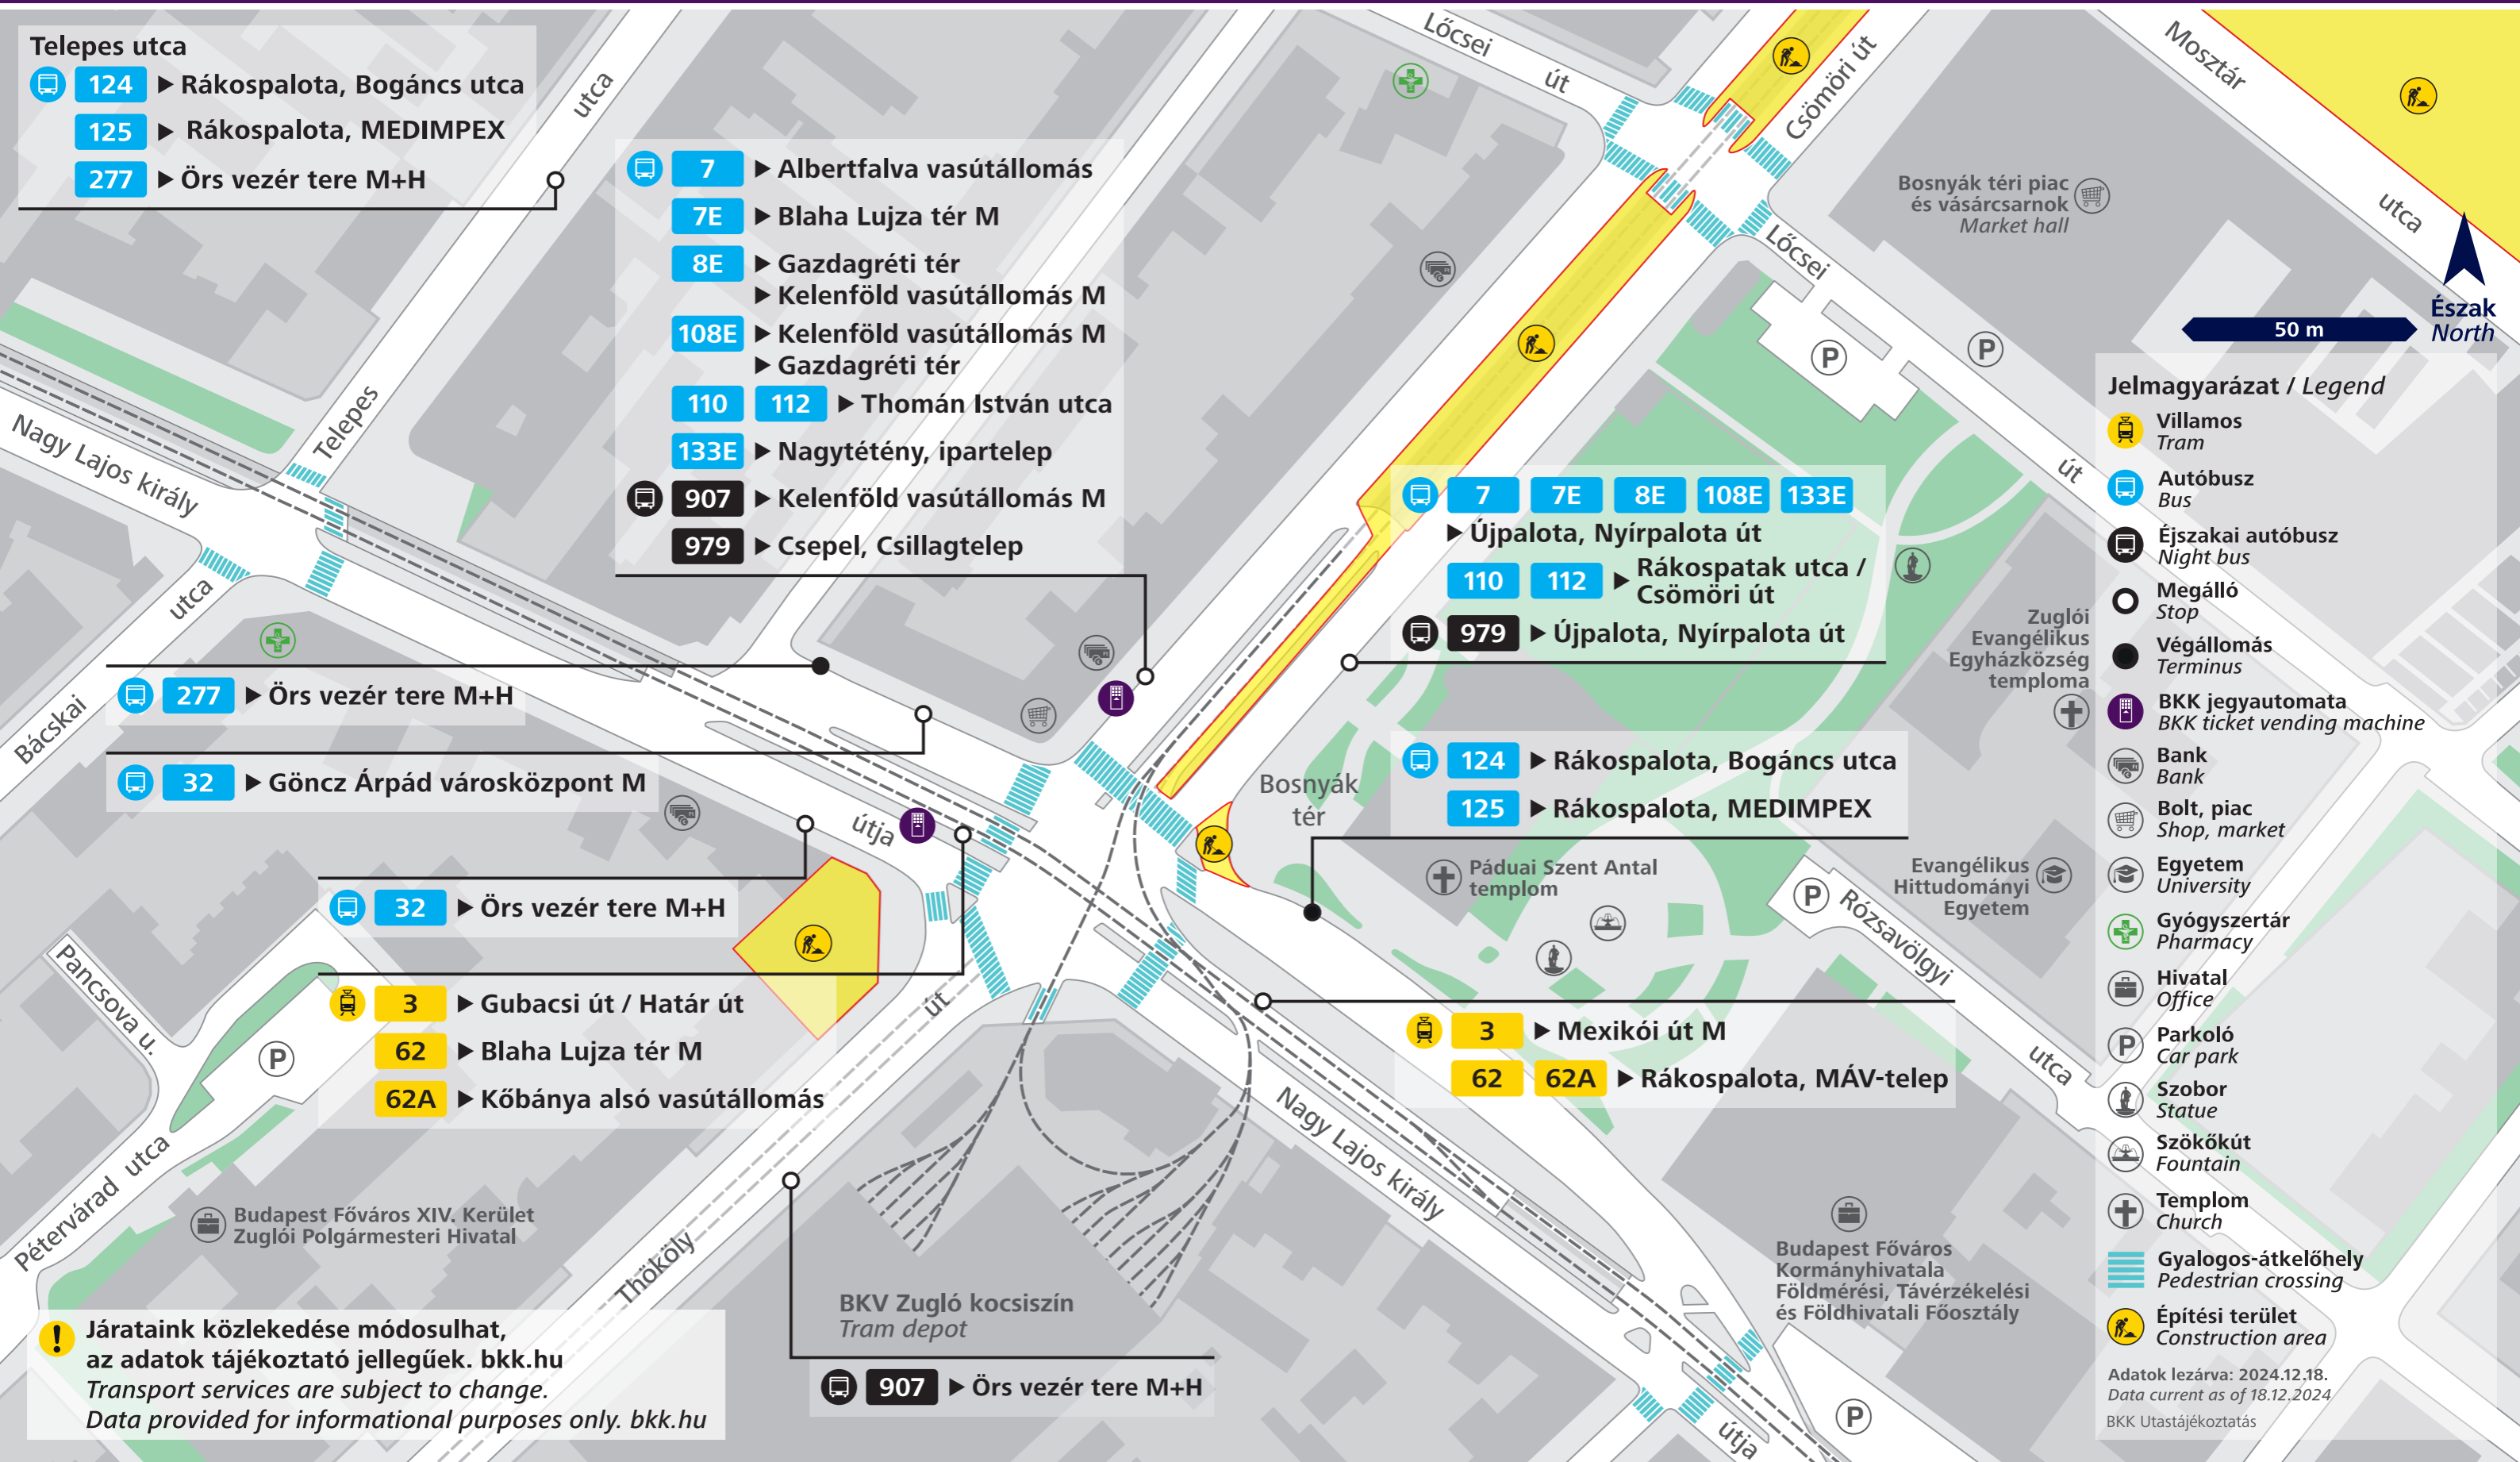 Telepes utca
124 ▶ Rákospalota, Bogáncs utca
125 ▶ Rákospalota, MEDIMPEX
277 ▶ Örs vezér tere M+H
7 ▶ Albertfalva vasútállomás
7E ▶ Blaha Lujza tér M
8E ▶ Gazdagréti tér
▶ Kelenföld vasútállomás M
108E ▶ Kelenföld vasútállomás M
▶ Gazdagréti tér
110 112 ▶ Thomán István utca
133E ▶ Nagytétény, ipartelep
907 ▶ Kelenföld vasútállomás M
979 ▶ Csepel, Csillagtelep
Telepes
utca
Lőcsei
út
Csömöri út
Mosztár
utca
Bosnyák téri piac
és vásárcsarnok
Market hall
Lőcsei
út
P
P
Észak
North
50 m
Nagy Lajos király
útja
Bácskai
utca
7 7E 8E 108E 133E
▶ Újpalota, Nyírpalota út
110 112 ▶ Rákospatak utca /
Csömöri út
979 ▶ Újpalota, Nyírpalota út
277 ▶ Örs vezér tere M+H
32 ▶ Göncz Árpád városközpont M
32 ▶ Örs vezér tere M+H
3 ▶ Gubacsi út / Határ út
62 ▶ Blaha Lujza tér M
62A ▶ Kőbánya alsó vasútállomás
Bosnyák
tér
124 ▶ Rákospalota, Bogáncs utca
125 ▶ Rákospalota, MEDIMPEX
Páduai Szent Antal
templom
Zuglói
Evangélikus
Egyházközség
temploma
Evangélikus
Hittudományi
Egyetem
P
Rózsavölgyi
utca
3 ▶ Mexikói út M
62 62A ▶ Rákospalota, MÁV-telep
Pancsova u.
P
Pétervárad utca
Budapest Főváros XIV. Kerület
Zuglói Polgármesteri Hivatal
Thököly
út
Nagy Lajos király
útja
BKV Zugló kocsiszín
Tram depot
907 ▶ Örs vezér tere M+H
Budapest Főváros
Kormányhivatala
Földmérési, Távérzékelési
és Földhivatali Főosztály
P
! Járataink közlekedése módosulhat,
az adatok tájékoztató jellegűek. bkk.hu
Transport services are subject to change.
Data provided for informational purposes only. bkk.hu
Jelmagyarázat / Legend
Villamos
Tram
Autóbusz
Bus
Éjszakai autóbusz
Night bus
Megálló
Stop
Végállomás
Terminus
BKK jegyautomata
BKK ticket vending machine
Bank
Bank
Bolt, piac
Shop, market
Egyetem
University
Gyógyszertár
Pharmacy
Hivatal
Office
P
Parkoló
Car park
Szobor
Statue
Szökőkút
Fountain
Templom
Church
Gyalogos-átkelőhely
Pedestrian crossing
Építési terület
Construction area
Adatok lezárva: 2024.12.18.
Data current as of 18.12.2024
BKK Utastájékoztatás